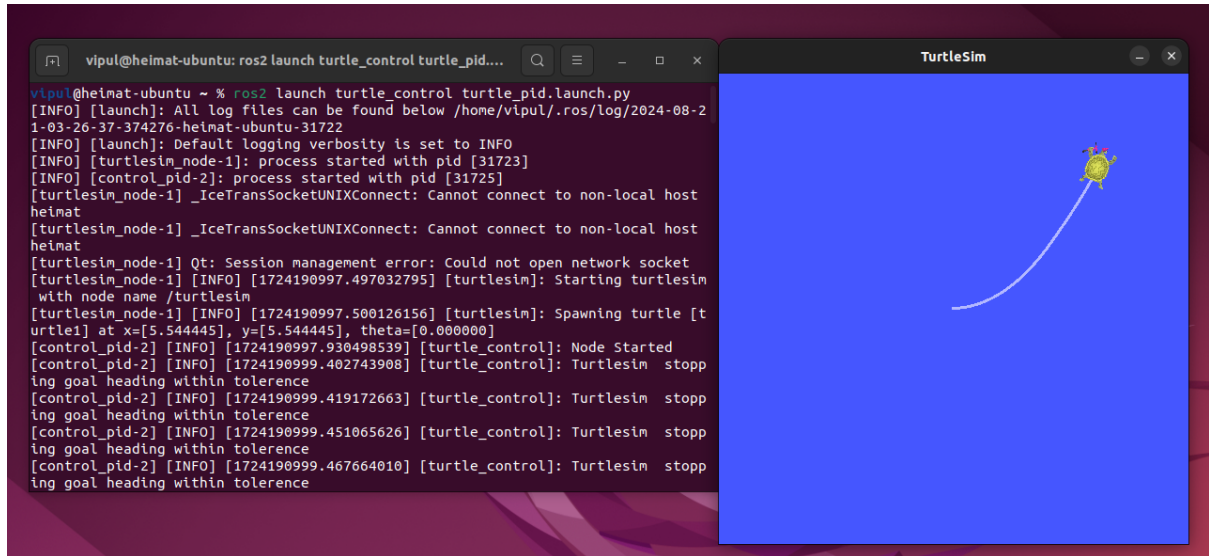 vipul@heimat-ubuntu: ros2 launch turtle_control turtle_pid....
TurtleSim
vipul@heimat-ubuntu ~ % ros2 launch turtle_control turtle_pid.launch.py
[INFO] [launch]: All log files can be found below /home/vipul/.ros/log/2024-08-2
1-03-26-37-374276-heimat-ubuntu-31722
[INFO] [launch]: Default logging verbosity is set to INFO
[INFO] [turtlesim_node-1]: process started with pid [31723]
[INFO] [control_pid-2]: process started with pid [31725]
[turtlesim_node-1] _IceTransSocketUNIXConnect: Cannot connect to non-local host
heimat
[turtlesim_node-1] _IceTransSocketUNIXConnect: Cannot connect to non-local host
heimat
[turtlesim_node-1] Qt: Session management error: Could not open network socket
[turtlesim_node-1] [INFO] [1724190997.497032795] [turtlesim]: Starting turtlesim
 with node name /turtlesim
[turtlesim_node-1] [INFO] [1724190997.500126156] [turtlesim]: Spawning turtle [t
urtle1] at x=[5.544445], y=[5.544445], theta=[0.000000]
[control_pid-2] [INFO] [1724190997.930498539] [turtle_control]: Node Started
[control_pid-2] [INFO] [1724190999.402743908] [turtle_control]: Turtlesim  stopp
ing goal heading within tolerence
[control_pid-2] [INFO] [1724190999.419172663] [turtle_control]: Turtlesim  stopp
ing goal heading within tolerence
[control_pid-2] [INFO] [1724190999.451065626] [turtle_control]: Turtlesim  stopp
ing goal heading within tolerence
[control_pid-2] [INFO] [1724190999.467664010] [turtle_control]: Turtlesim  stopp
ing goal heading within tolerence